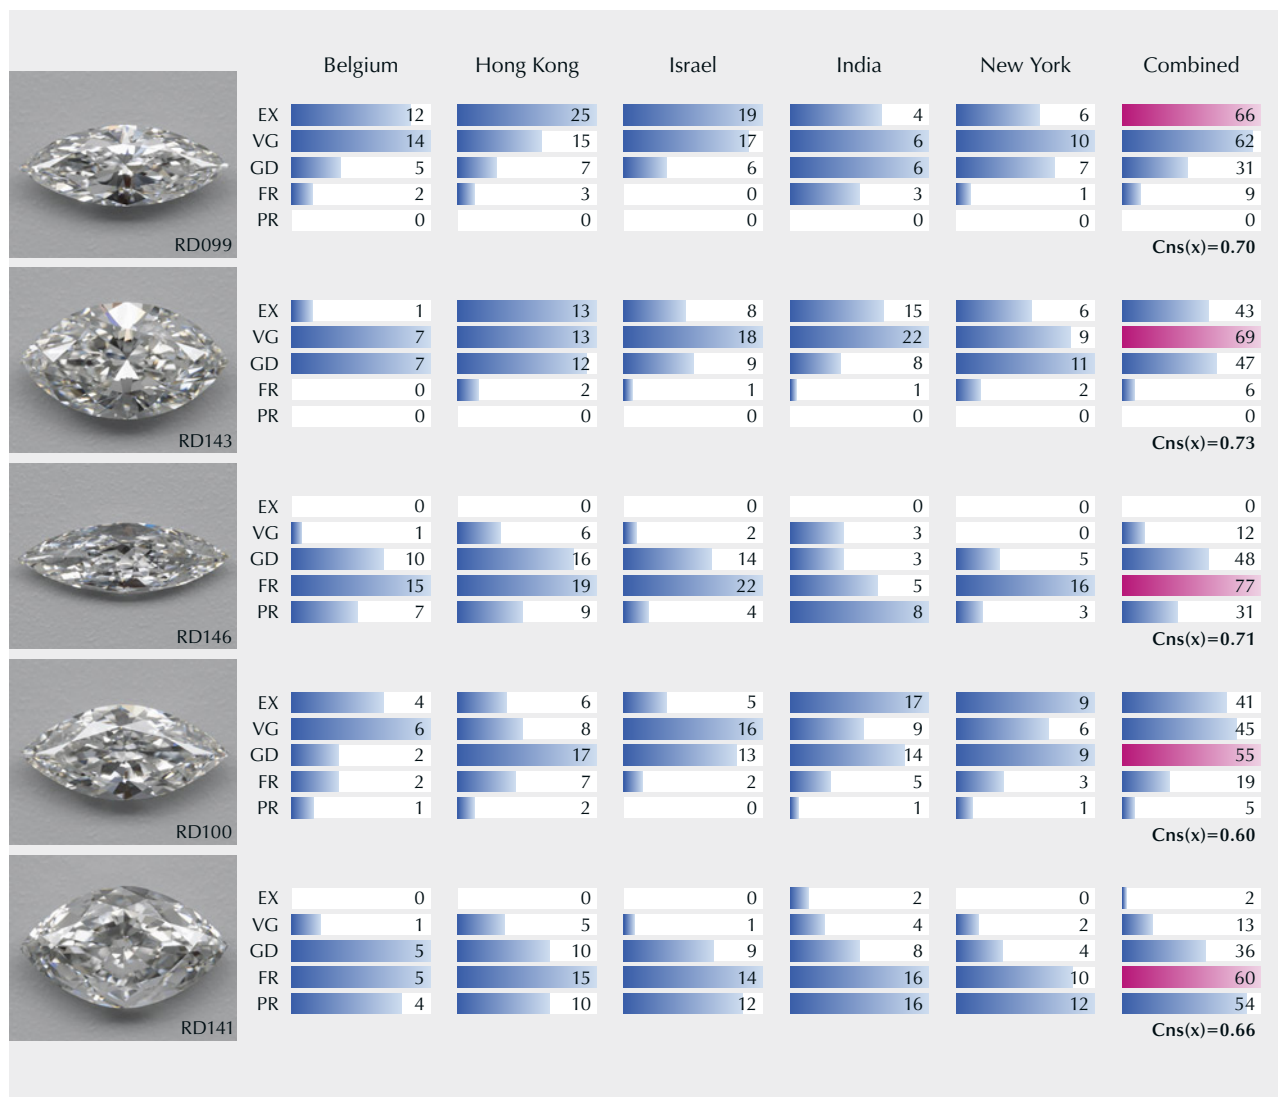 Belgium Hong Kong Israel India New York Combined
EX 12 25 19 4 6 66
VG 14 15 17 6 10 62
GD 5 7 6 6 7 31
FR 2 3 0 3 1 9
PR 0 0 0 0 0 0
RD099 Cns(x)=0.70
EX 1 13 8 15 6 43
VG 7 13 18 22 9 69
GD 7 12 9 8 11 47
FR 0 2 1 1 2 6
PR 0 0 0 0 0 0
RD143 Cns(x)=0.73
EX 0 0 0 0 0 0
VG 1 6 2 3 0 12
GD 10 16 14 3 5 48
FR 15 19 22 5 16 77
PR 7 9 4 8 3 31
RD146 Cns(x)=0.71
EX 4 6 5 17 9 41
VG 6 8 16 9 6 45
GD 2 17 13 14 9 55
FR 2 7 2 5 3 19
PR 1 2 0 1 1 5
RD100 Cns(x)=0.60
EX 0 0 0 2 0 2
VG 1 5 1 4 2 13
GD 5 10 9 8 4 36
FR 5 15 14 16 10 60
PR 4 10 12 16 12 54
RD141 Cns(x)=0.66